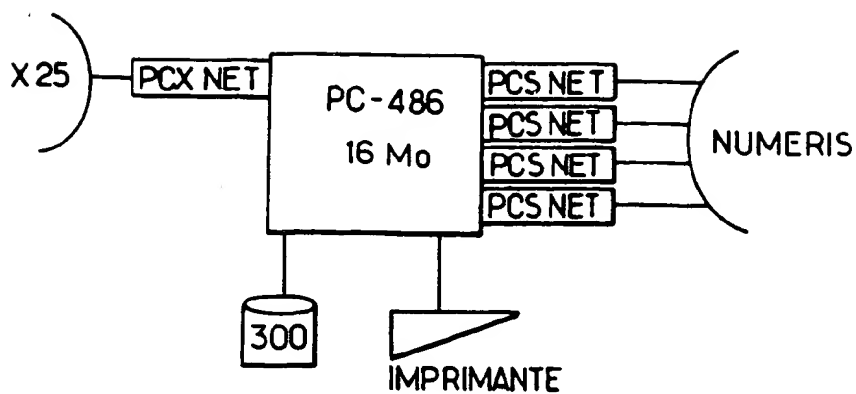 X25
PCX NET
PC-486
16 Mo
PCS NET
PCS NET
PCS NET
PCS NET
NUMERIS
300
IMPRIMANTE